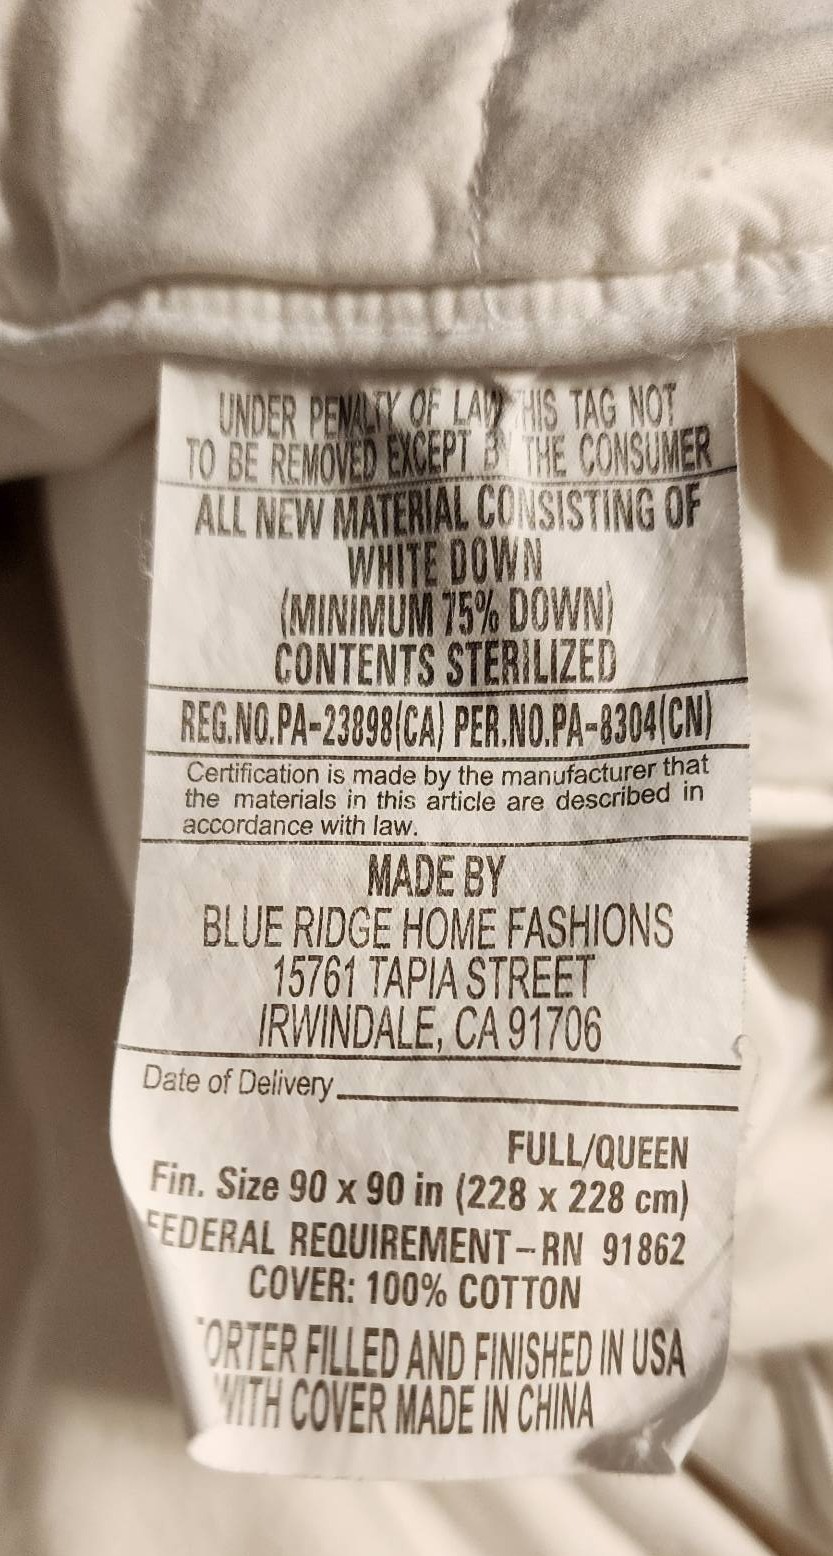 UNDER PENALTY OF LAW THIS TAG NOT
TO BE REMOVED EXCEPT BY THE CONSUMER
ALL NEW MATERIAL CONSISTING OF
WHITE DOWN
(MINIMUM 75% DOWN)
CONTENTS STERILIZED
REG.NO.PA-23898(CA) PER.NO.PA-8304(CN)
Certification is made by the manufacturer that
the materials in this article are described in
accordance with law.
MADE BY
BLUE RIDGE HOME FASHIONS
15761 TAPIA STREET
IRWINDALE, CA 91706
Date of Delivery
FULL/QUEEN
Fin. Size 90 x 90 in (228 x 228 cm)
FEDERAL REQUIREMENT-RN 91862
COVER: 100% COTTON
ORTER FILLED AND FINISHED IN USA
WITH COVER MADE IN CHINA